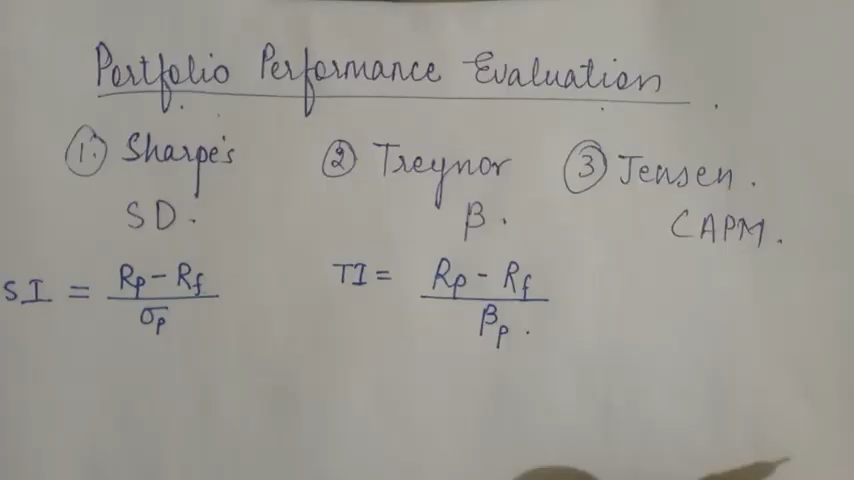 Portfolio Performance Evaluation
① Sharpe's ② Treynor ③ Jensen.
SD. β. CAPM.
SI = Rp - Rf / σp TI = Rp - Rf / βp.